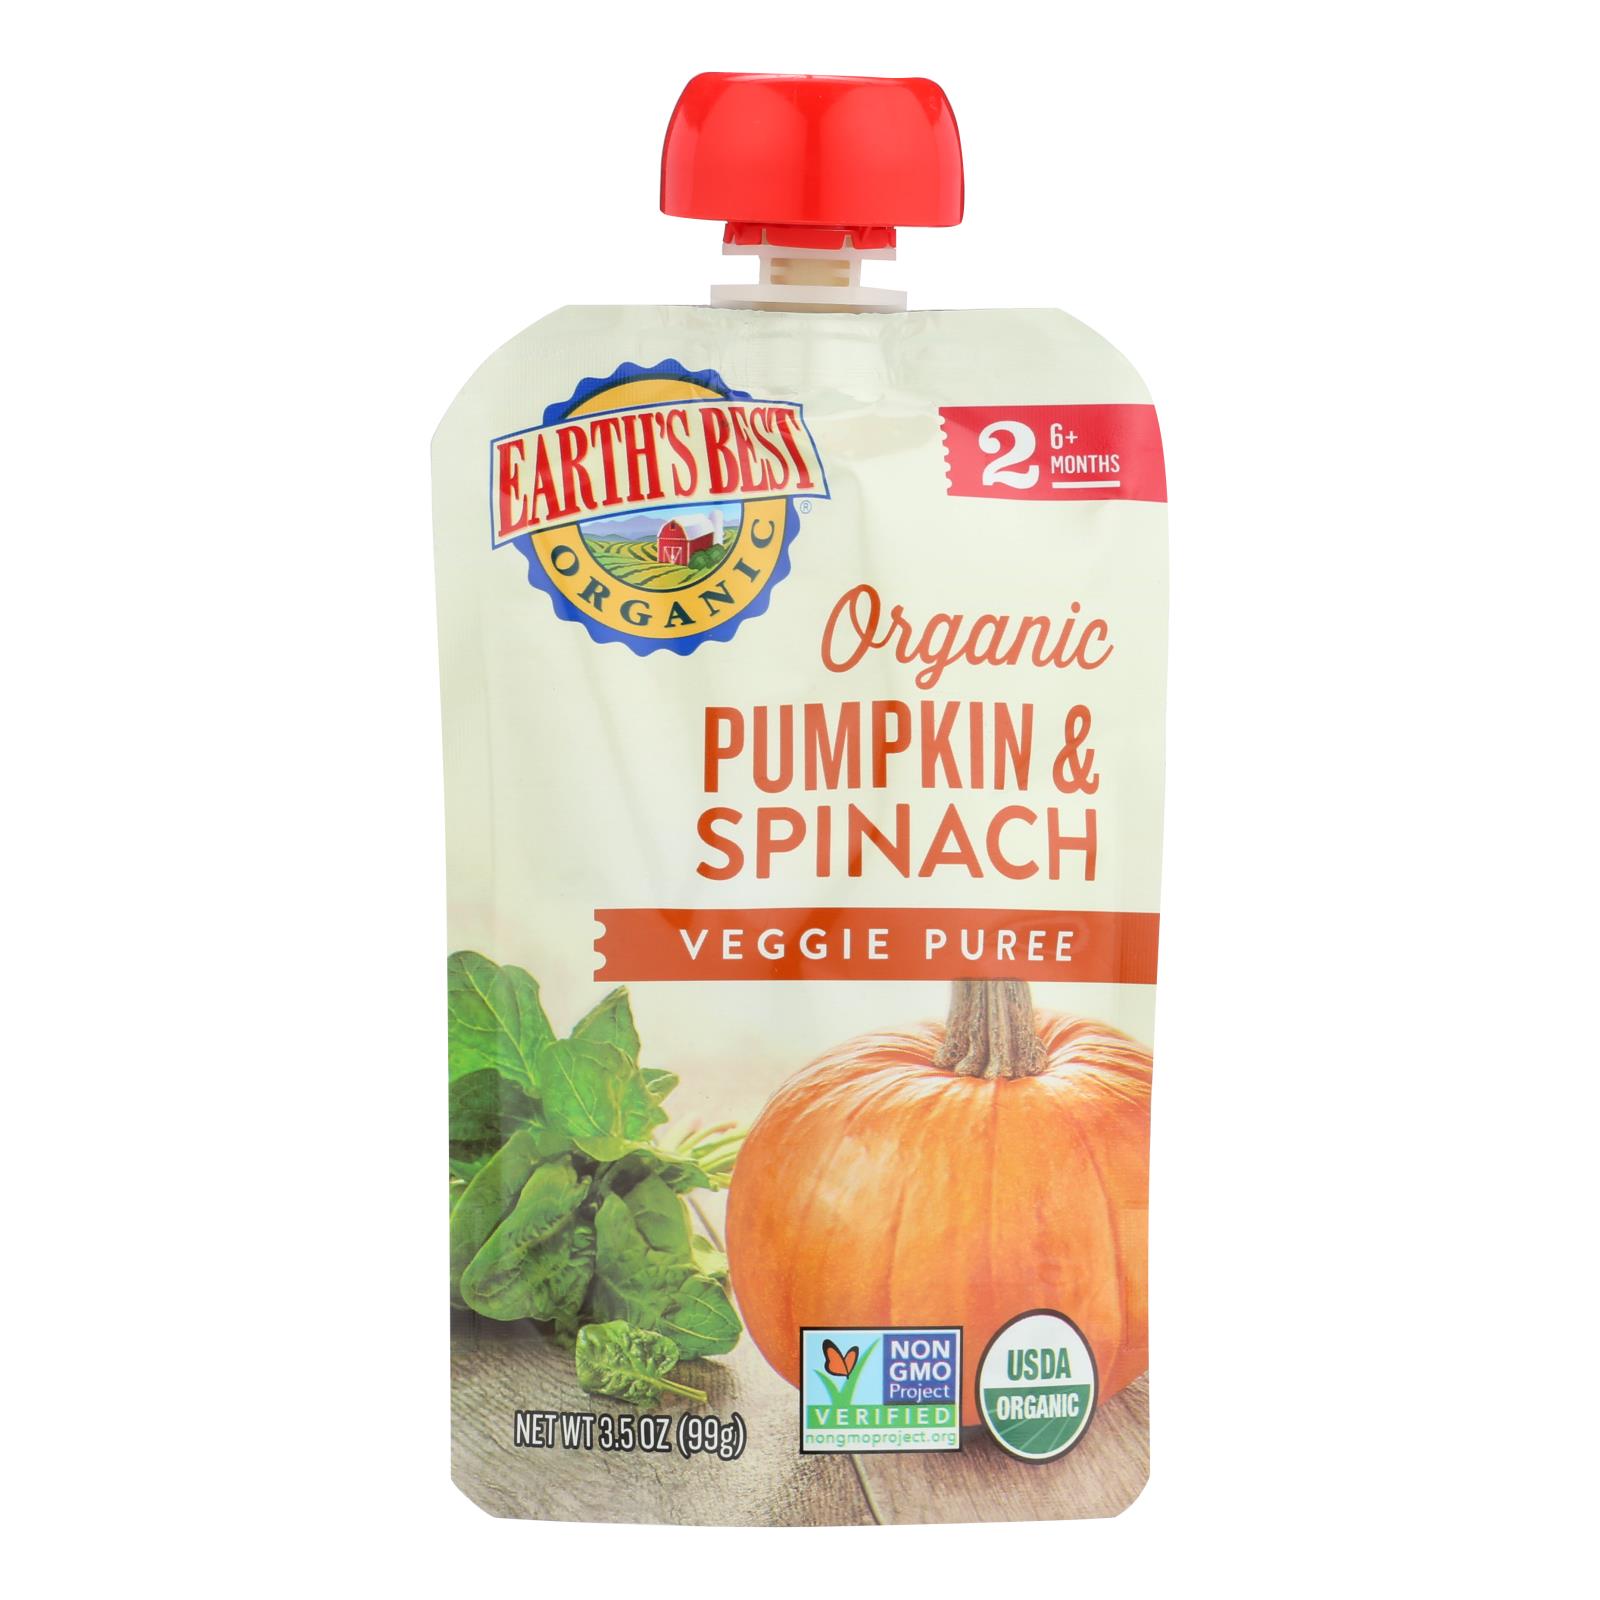 EARTH'S BEST
ORGANIC
®
2
6+
MONTHS
Organic
PUMPKIN &
SPINACH
VEGGIE PUREE
NON
GMO
Project
VERIFIED
nongmoproject.org
USDA
ORGANIC
NET WT 3.5 OZ (99g)